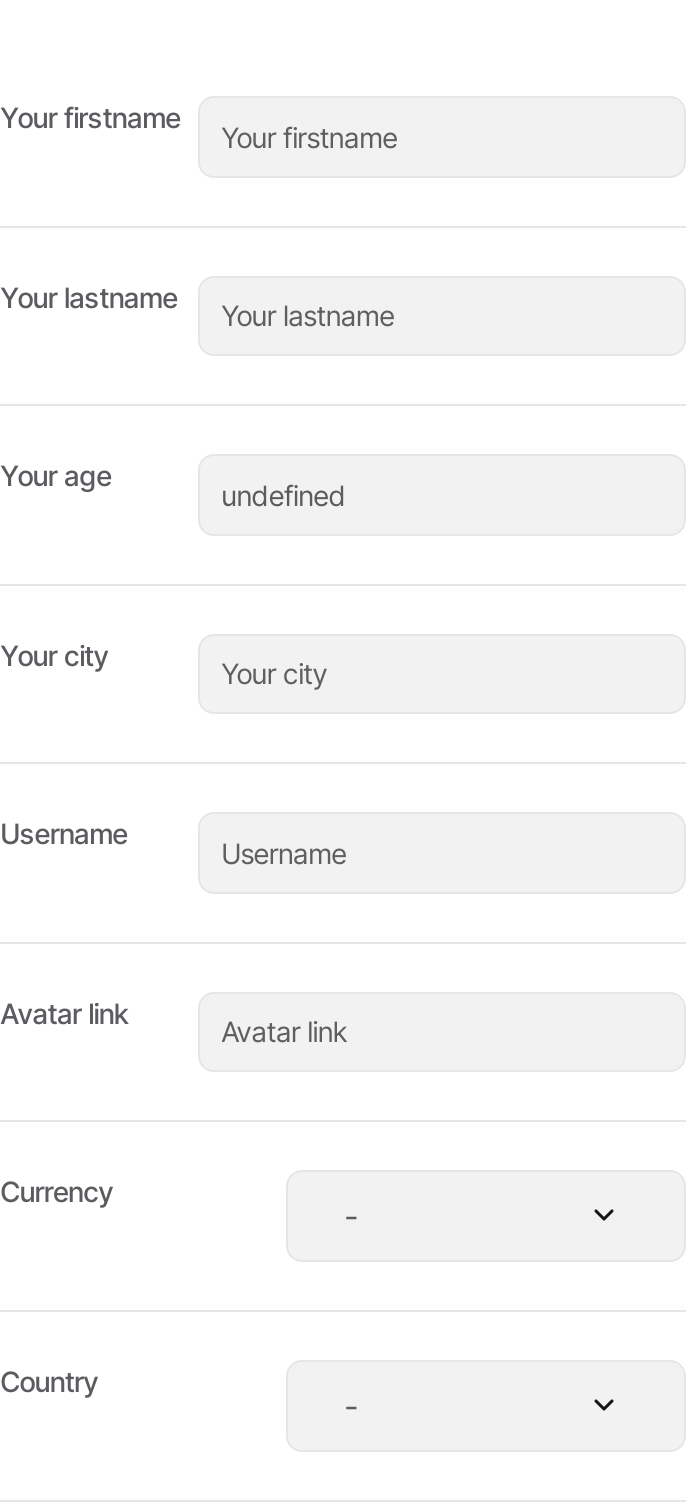 Your firstname
Your firstname
Your lastname
Your lastname
Your age
undefined
Your city
Your city
Username
Username
Avatar link
Avatar link
Currency
-
Country
-